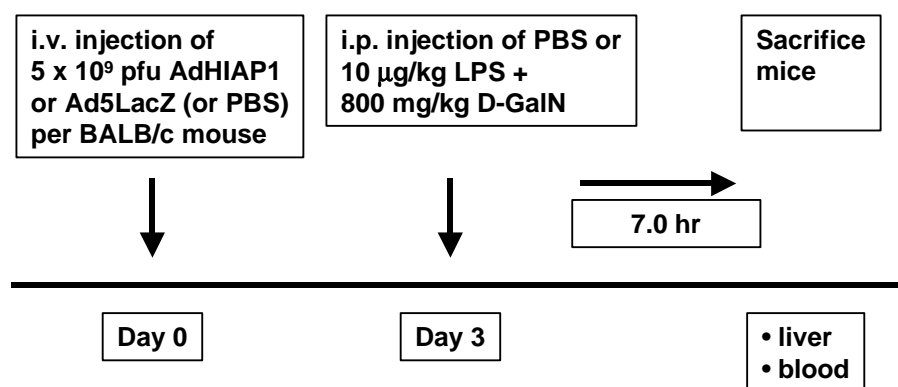 i.v. injection of
5 x 10⁹ pfu AdHIAP1
or Ad5LacZ (or PBS)
per BALB/c mouse
i.p. injection of PBS or
10 μg/kg LPS +
800 mg/kg D-GalN
Sacrifice
mice
7.0 hr
Day 0
Day 3
• liver
• blood